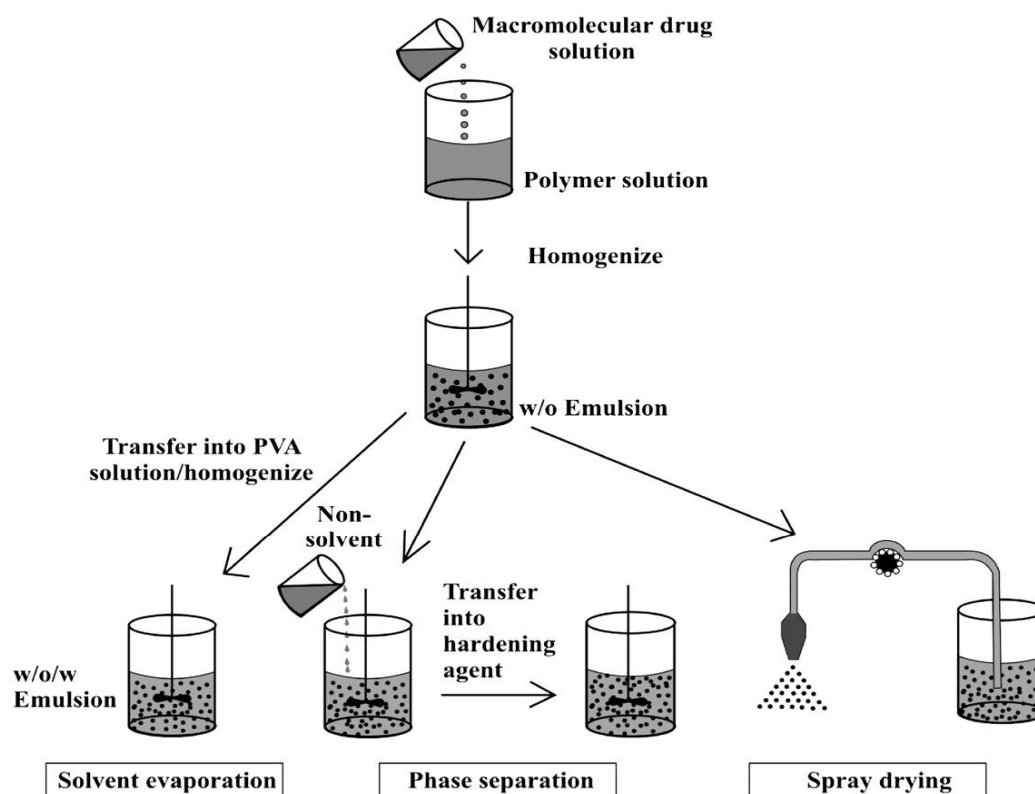 Macromolecular drug
solution
Polymer solution
Homogenize
w/o Emulsion
Transfer into PVA
solution/homogenize
Non-
solvent
Transfer
into
hardening
agent
w/o/w
Emulsion
Solvent evaporation
Phase separation
Spray drying